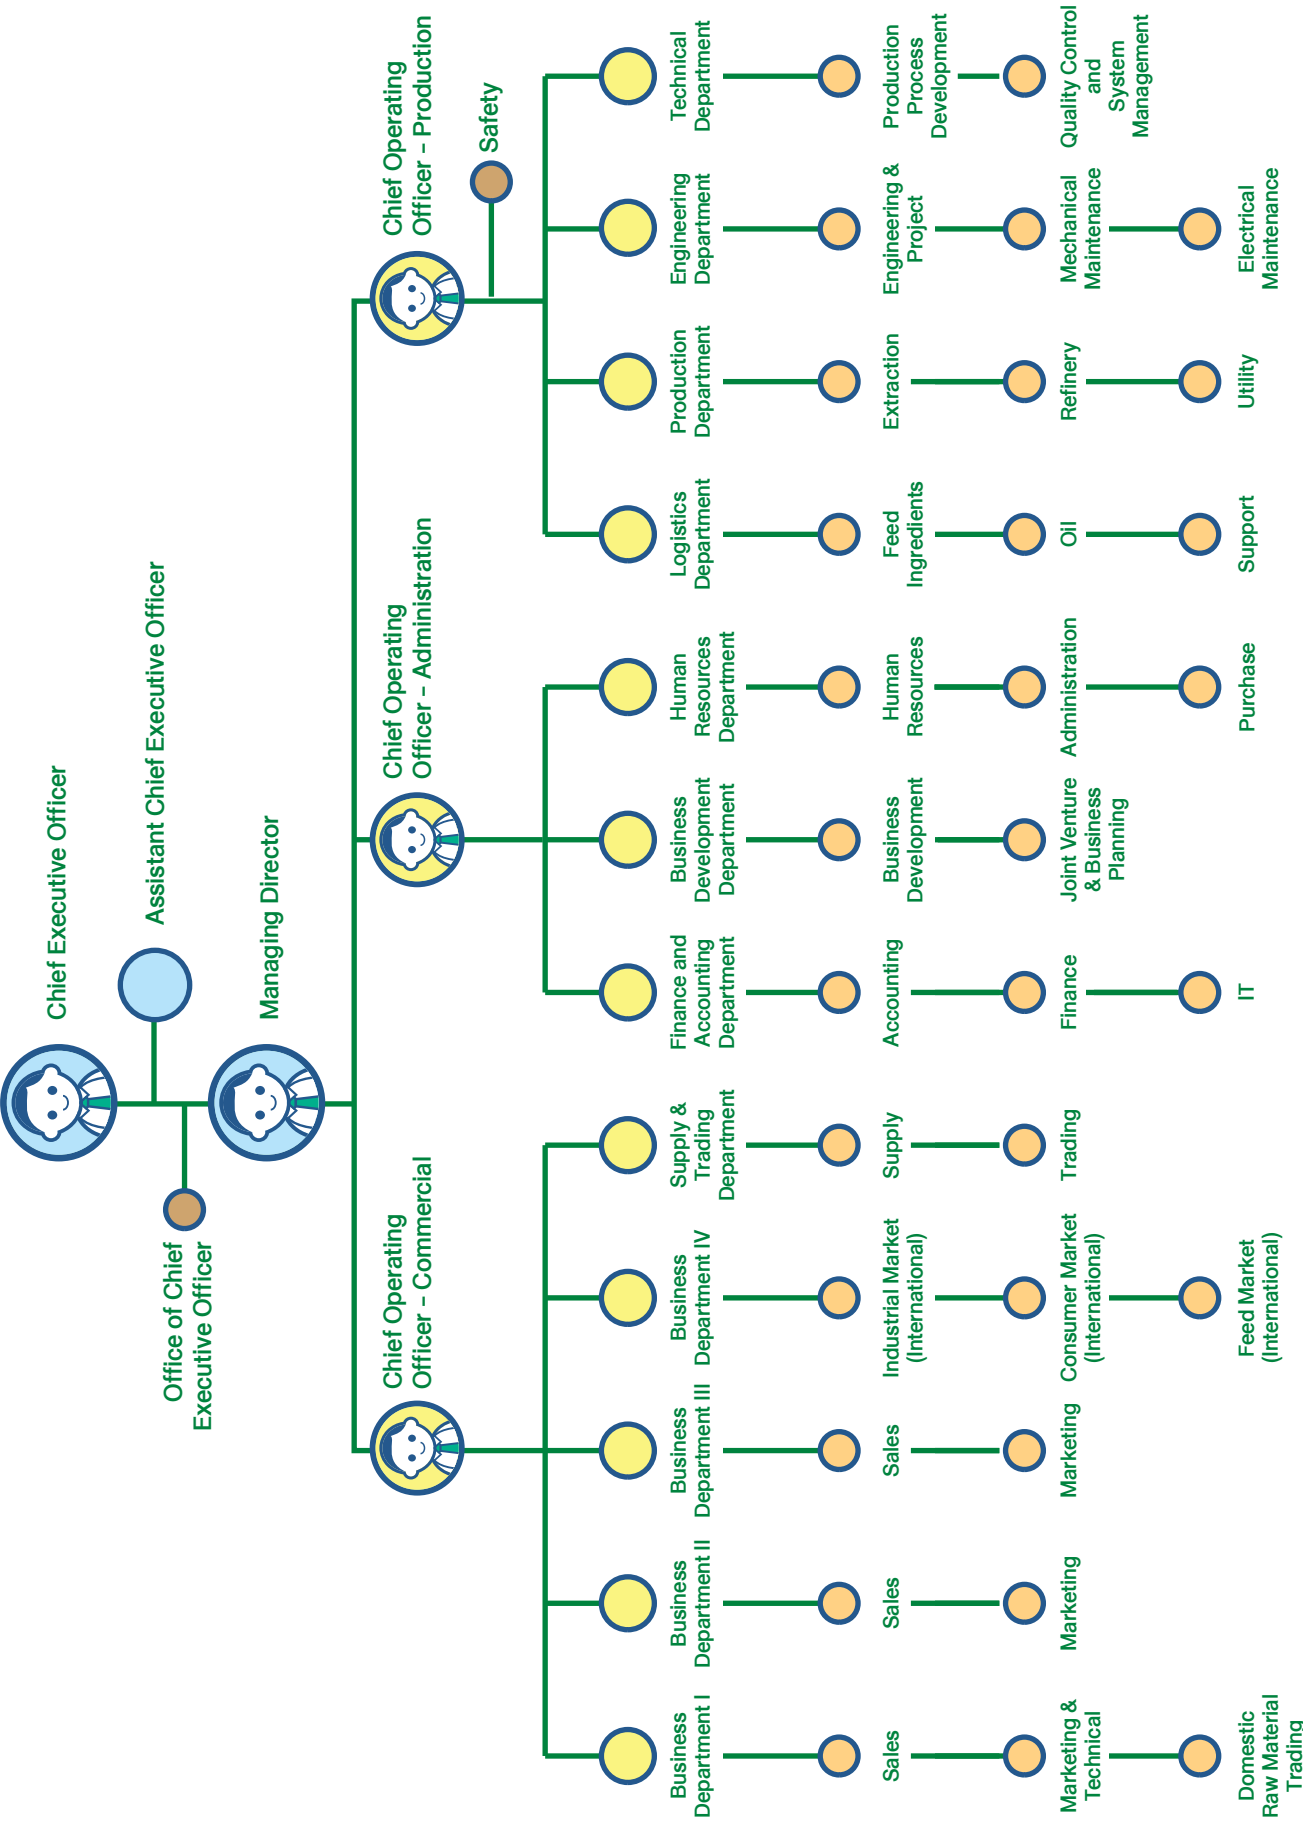 Chief Executive Officer
Assistant Chief Executive Officer
Office of Chief
Executive Officer
Managing Director
Chief Operating
Officer – Commercial
Chief Operating
Officer – Administration
Chief Operating
Officer – Production
Safety
Business
Department I
Sales
Marketing &
Technical
Domestic
Raw Material
Trading
Business
Department II
Sales
Marketing
Business
Department III
Sales
Marketing
Business
Department IV
Industrial Market
(International)
Consumer Market
(International)
Feed Market
(International)
Supply &
Trading
Department
Supply
Trading
Finance and
Accounting
Department
Accounting
Finance
IT
Business
Development
Department
Business
Development
Joint Venture
& Business
Planning
Human
Resources
Department
Human
Resources
Administration
Purchase
Logistics
Department
Feed
Ingredients
Oil
Support
Production
Department
Extraction
Refinery
Utility
Engineering
Department
Engineering &
Project
Mechanical
Maintenance
Electrical
Maintenance
Technical
Department
Production
Process
Development
Quality Control
and
System
Management